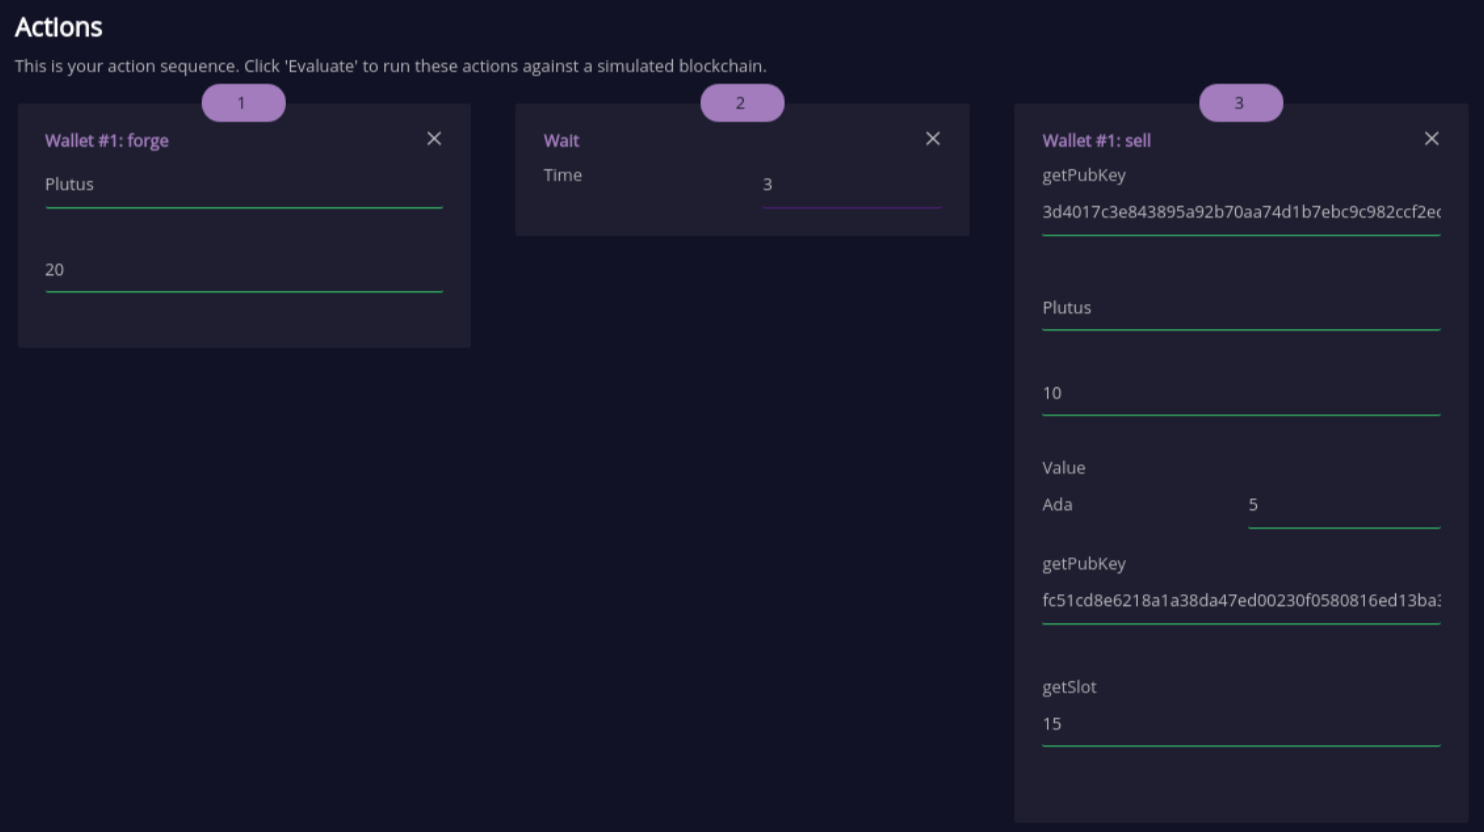 Actions
This is your action sequence. Click 'Evaluate' to run these actions against a simulated blockchain.
1
Wallet #1: forge
Plutus
20
2
Wait
Time
3
3
Wallet #1: sell
getPubKey
3d4017c3e843895a92b70aa74d1b7ebc9c982ccf2ec
Plutus
10
Value
Ada 5
getPubKey
fc51cd8e6218a1a38da47ed00230f0580816ed13ba3
getSlot
15